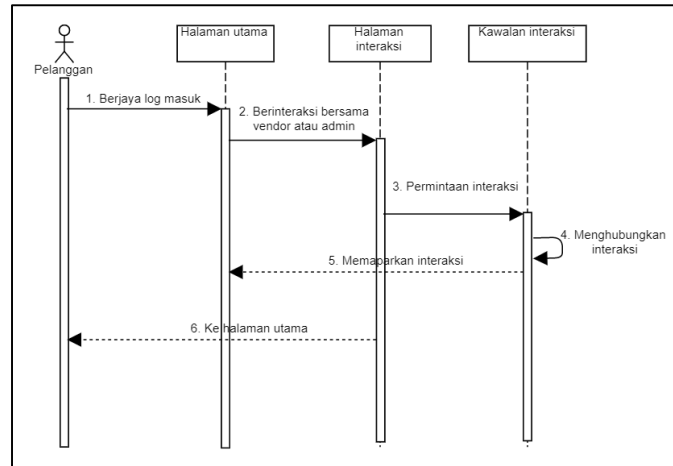 Halaman utama
Halaman
interaksi
Kawalan interaksi
Pelanggan
1. Berjaya log masuk
2. Berinteraksi bersama
vendor atau admin
3. Permintaan interaksi
4. Menghubungkan
interaksi
5. Memaparkan interaksi
6. Ke halaman utama